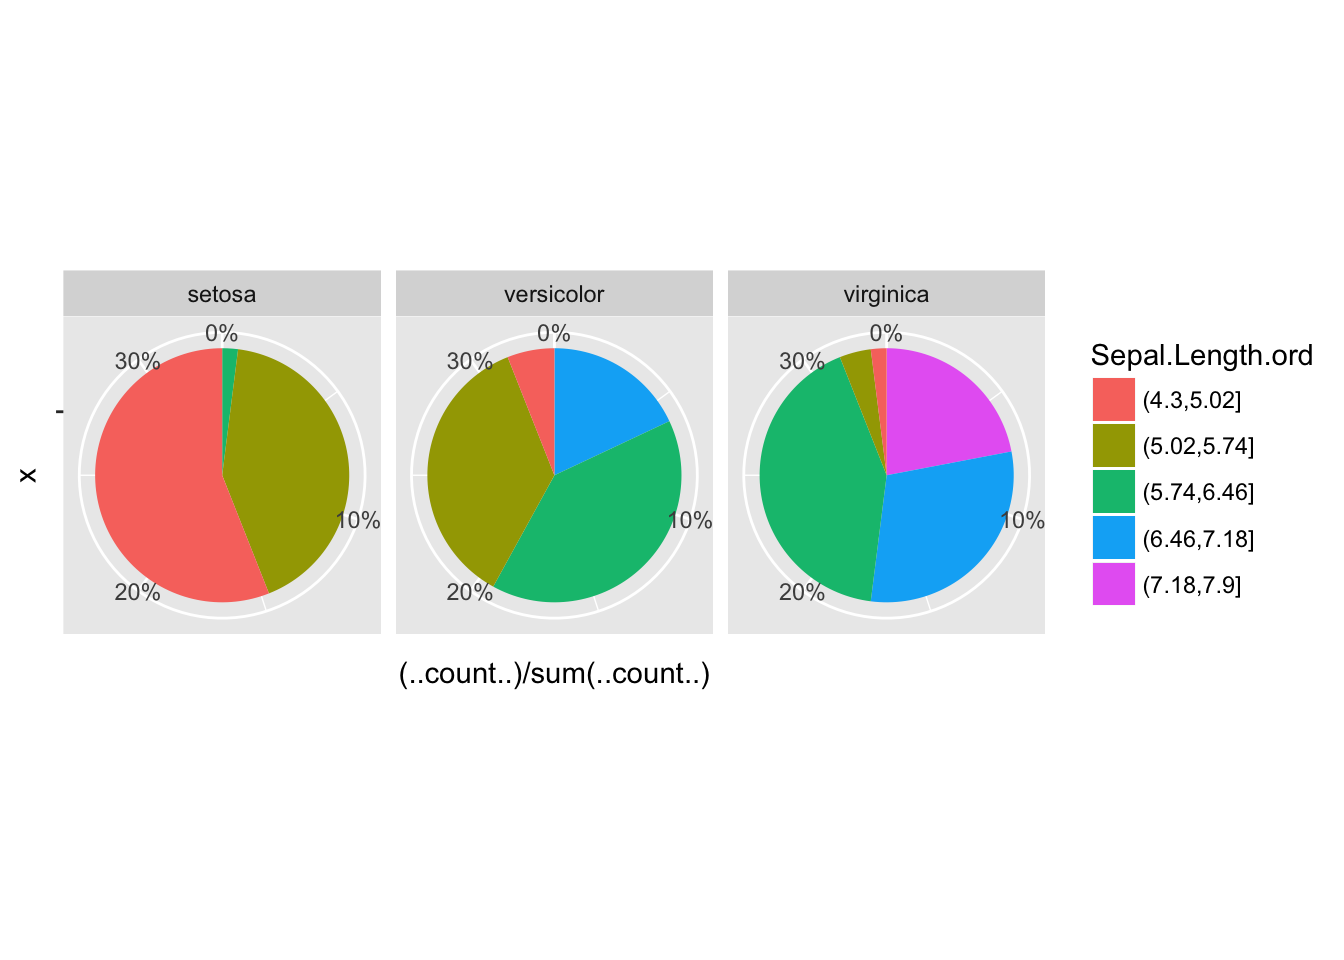 setosa
versicolor
virginica
0%
30%
10%
20%
0%
30%
10%
20%
0%
30%
10%
20%
x
(..count..)/sum(..count..)
Sepal.Length.ord
(4.3,5.02]
(5.02,5.74]
(5.74,6.46]
(6.46,7.18]
(7.18,7.9]